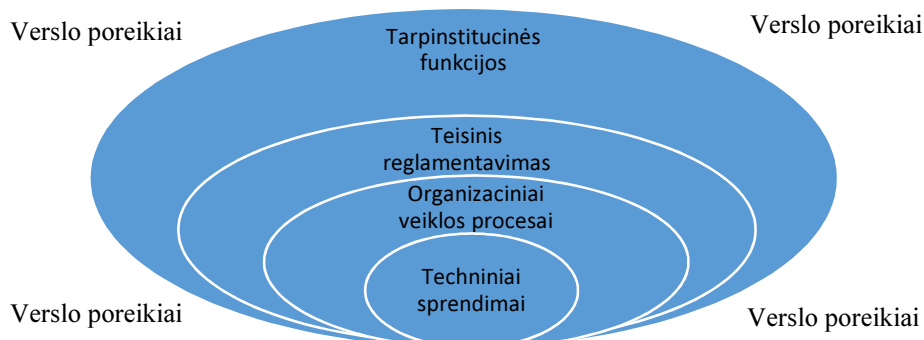 Verslo poreikiai
Verslo poreikiai
Tarpinstitucinės
funkcijos
Teisinis
reglamentavimas
Organizaciniai
veiklos procesai
Techniniai
sprendimai
Verslo poreikiai
Verslo poreikiai